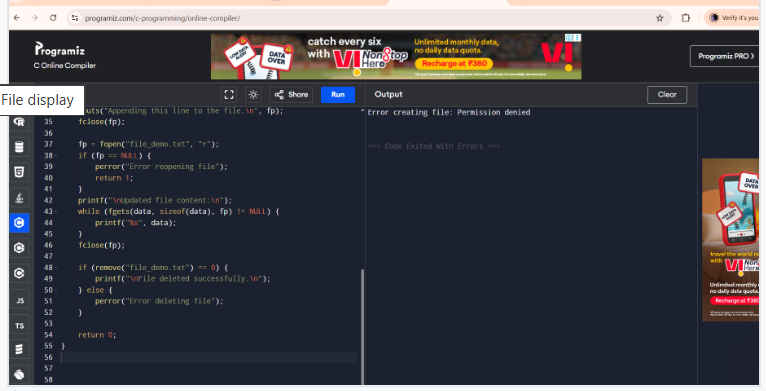 programiz.com/c-programming/online-compiler/
Verify it's you
Programiz
C Online Compiler
LOW DATA ALERT
DATA OVER
catch every six
with VI Nonstop Hero
Unlimited monthly data,
no daily data quota.
Recharge at ₹380
VI
Programiz PRO >
File display
Share
Run
Output
Clear
"Appending this line to the file.\n", fp);
35 fclose(fp);
36
37 fp = fopen("file_demo.txt", "r");
38 if (fp == NULL) {
39 perror("Error reopening file");
40 return 1;
41 }
42 printf("\nUpdated file content:\n");
43 while (fgets(data, sizeof(data), fp) != NULL) {
44 printf("%s", data);
45 }
46 fclose(fp);
47
48 if (remove("file_demo.txt") == 0) {
49 printf("\nFile deleted successfully.\n");
50 } else {
51 perror("Error deleting file");
52 }
53
54 return 0;
55 }
56
57
58
JS
TS
Error creating file: Permission denied
=== Code Exited With Errors ===
DATA OVER
LOW DATA ALERT
travel the world
with VI Non
Hero
Unlimited monthly
no daily data quota.
Recharge at ₹380